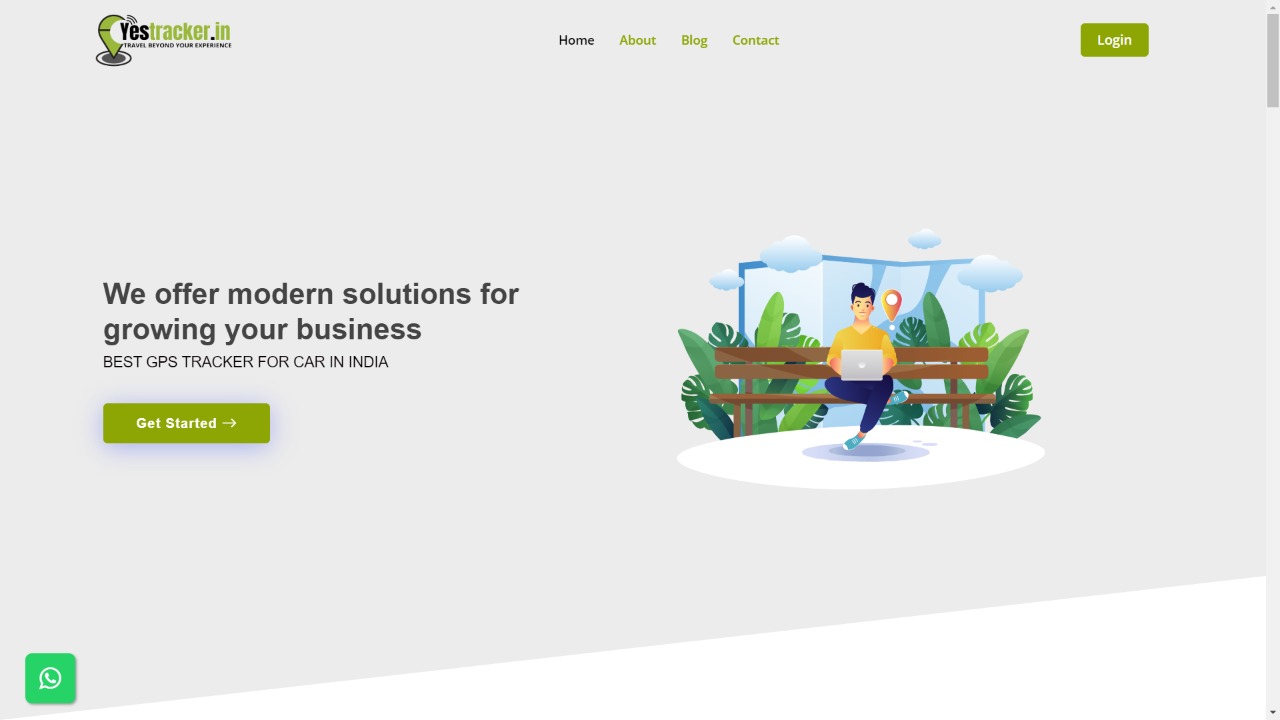 Yestracker.in
TRAVEL BEYOND YOUR EXPERIENCE
Home
About
Blog
Contact
Login
We offer modern solutions for
growing your business
BEST GPS TRACKER FOR CAR IN INDIA
Get Started →